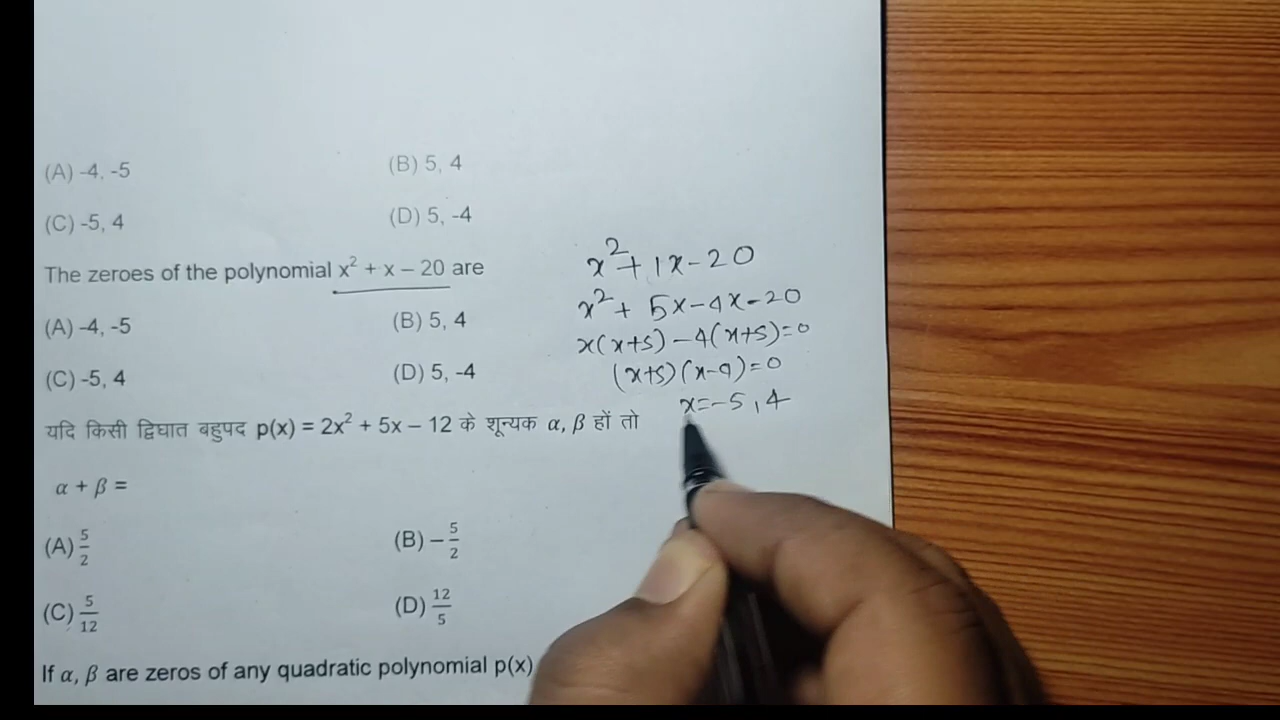 (A) -4, -5 (B) 5, 4
(C) -5, 4 (D) 5, -4
The zeroes of the polynomial x² + x – 20 are
(A) -4, -5 (B) 5, 4
(C) -5, 4 (D) 5, -4
x² + 1x - 20
x² + 5x - 4x - 20
x(x+5) - 4(x+5) = 0
(x+5)(x-4) = 0
x = -5, 4
यदि किसी द्विघात बहुपद p(x) = 2x² + 5x – 12 के शून्यक α, β हों तो
α + β =
(A) 5/2 (B) – 5/2
(C) 5/12 (D) 12/5
If α, β are zeros of any quadratic polynomial p(x)